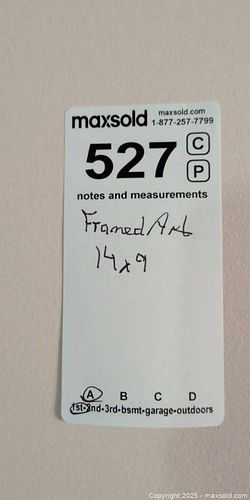 maxsold maxsold.com
1-877-257-7799
527 C
P
notes and measurements
Framed Art
14x9
A B C D
1st-2nd-3rd-bsmt-garage-outdoors
Copyright 2025 - maxsold.com